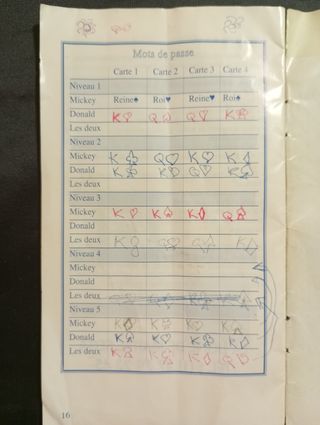 Mots de passe
Carte 1 Carte 2 Carte 3 Carte 4
Niveau 1
Mickey Reine♠ Roi♥ Reine♥ Roi♠
Donald K♡ Q Q♡ K
Les deux
Niveau 2
Mickey K♧ Q♡ K♡ K
Donald K♧ K Q♡ K
Les deux
Niveau 3
Mickey K♡ K♤ K♢ Q♤
Donald
Les deux K Q♡ Q♤ K♢
Niveau 4
Mickey
Donald
Les deux
Niveau 5
Mickey K♢ K♧ K♡ K♤
Donald K K♡ K♧ K♢
Les deux K K♤ K♢ Q♡
16